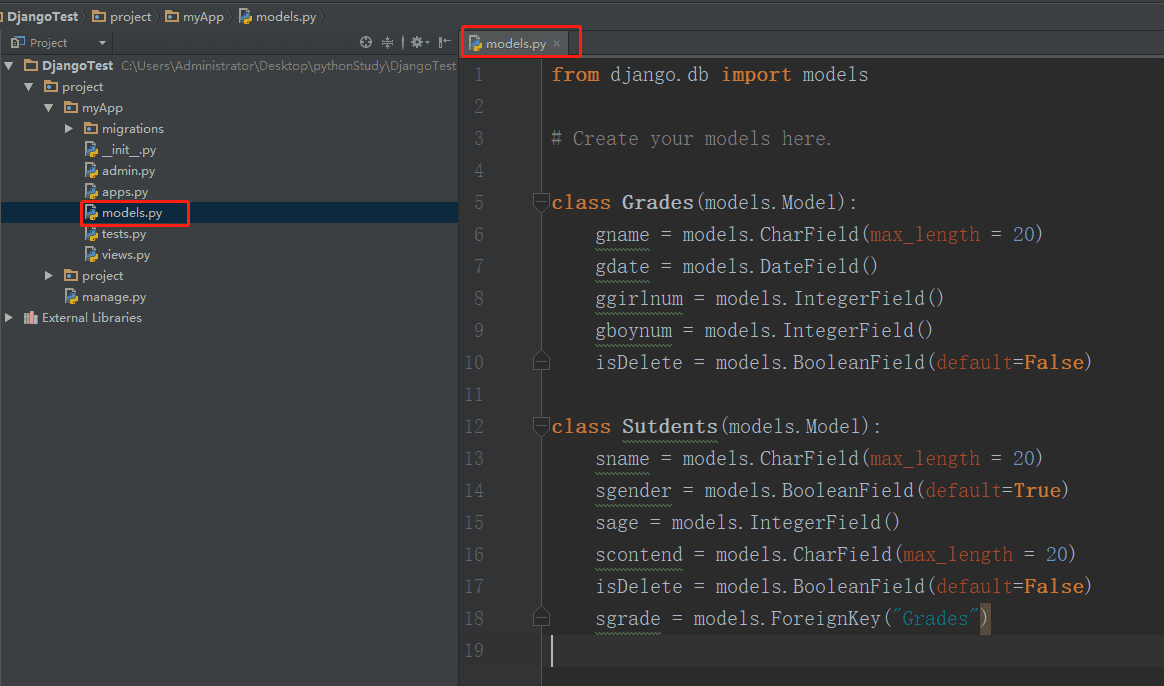 DjangoTest project myApp models.py
Project
models.py
DjangoTest C:\Users\Administrator\Desktop\pythonStudy\DjangoTest
project
myApp
migrations
__init__.py
admin.py
apps.py
models.py
tests.py
views.py
project
manage.py
External Libraries
1 from django.db import models
2
3 # Create your models here.
4
5 class Grades(models.Model):
6 gname = models.CharField(max_length = 20)
7 gdate = models.DateField()
8 ggirlnum = models.IntegerField()
9 gboynum = models.IntegerField()
10 isDelete = models.BooleanField(default=False)
11
12 class Sutdents(models.Model):
13 sname = models.CharField(max_length = 20)
14 sgender = models.BooleanField(default=True)
15 sage = models.IntegerField()
16 scontend = models.CharField(max_length = 20)
17 isDelete = models.BooleanField(default=False)
18 sgrade = models.ForeignKey("Grades")
19